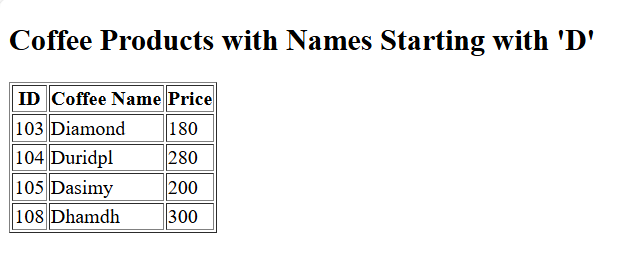 Coffee Products with Names Starting with 'D'
ID Coffee Name Price
103 Diamond 180
104 Duridpl 280
105 Dasimy 200
108 Dhamdh 300